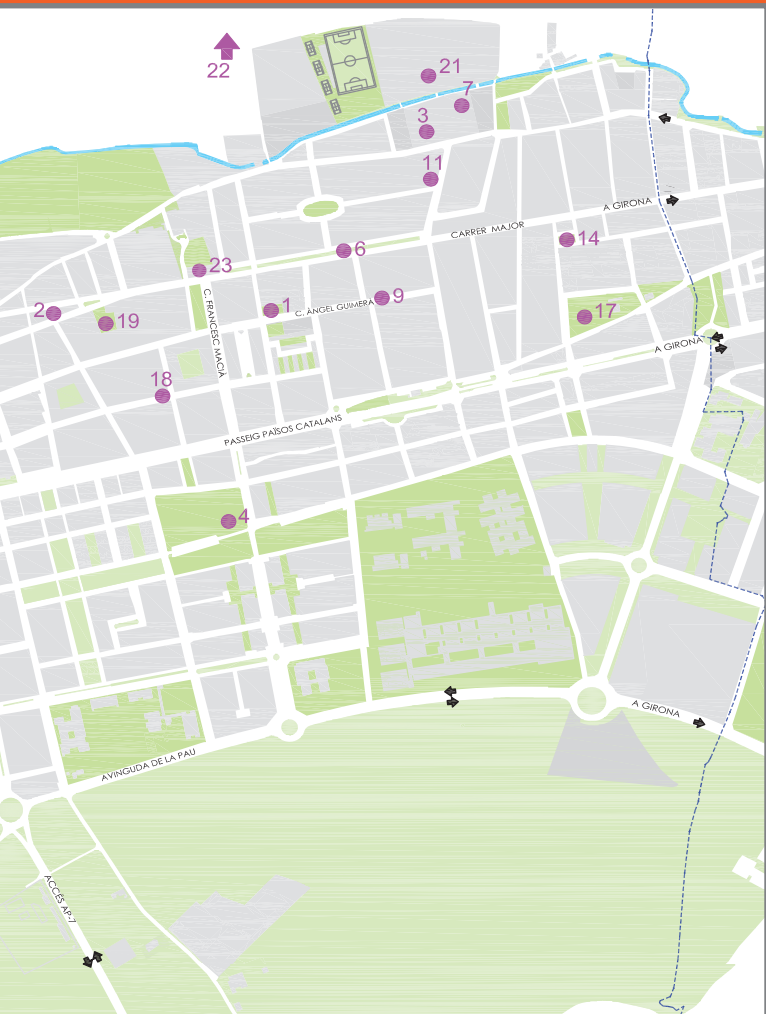 22
21
7
3
11
A GIRONA
CARRER MAJOR
14
6
23
C. FRANCESC MACIÀ
2
19
1
C. ÀNGEL GUIMERÀ
9
17
A GIRONA
18
PASSEIG PAÏSOS CATALANS
4
A GIRONA
AVINGUDA DE LA PAU
ACCÉS AP-7